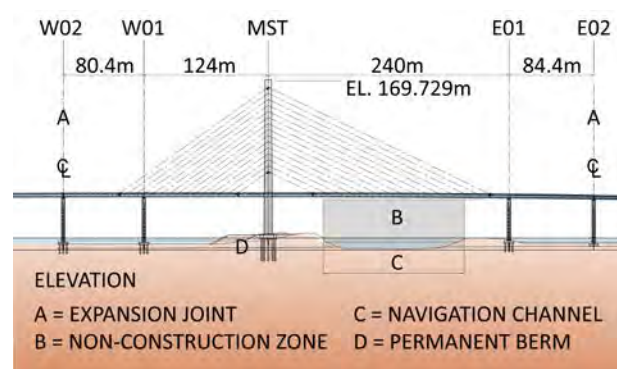 W02 W01 MST E01 E02
80.4m 124m 240m 84.4m
EL. 169.729m
A A
℄ ℄
B
D
C
ELEVATION
A = EXPANSION JOINT C = NAVIGATION CHANNEL
B = NON-CONSTRUCTION ZONE D = PERMANENT BERM